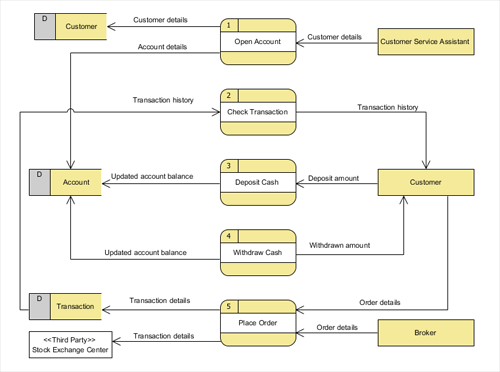 D
Customer
Customer details
1
Open Account
Customer details
Customer Service Assistant
Account details
Transaction history
2
Check Transaction
Transaction history
D
Account
Updated account balance
3
Deposit Cash
Deposit amount
Customer
Updated account balance
4
Withdraw Cash
Withdrawn amount
D
Transaction
Transaction details
5
Place Order
Order details
Order details
Broker
<<Third Party>>
Stock Exchange Center
Transaction details